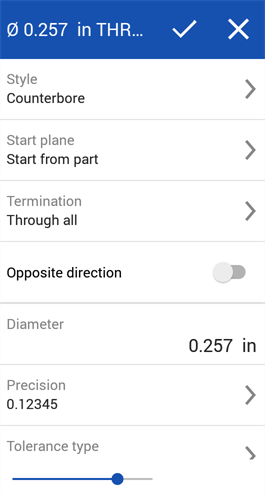 Ø 0.257 in THR...
Style
Counterbore
Start plane
Start from part
Termination
Through all
Opposite direction
Diameter
0.257 in
Precision
0.12345
Tolerance type